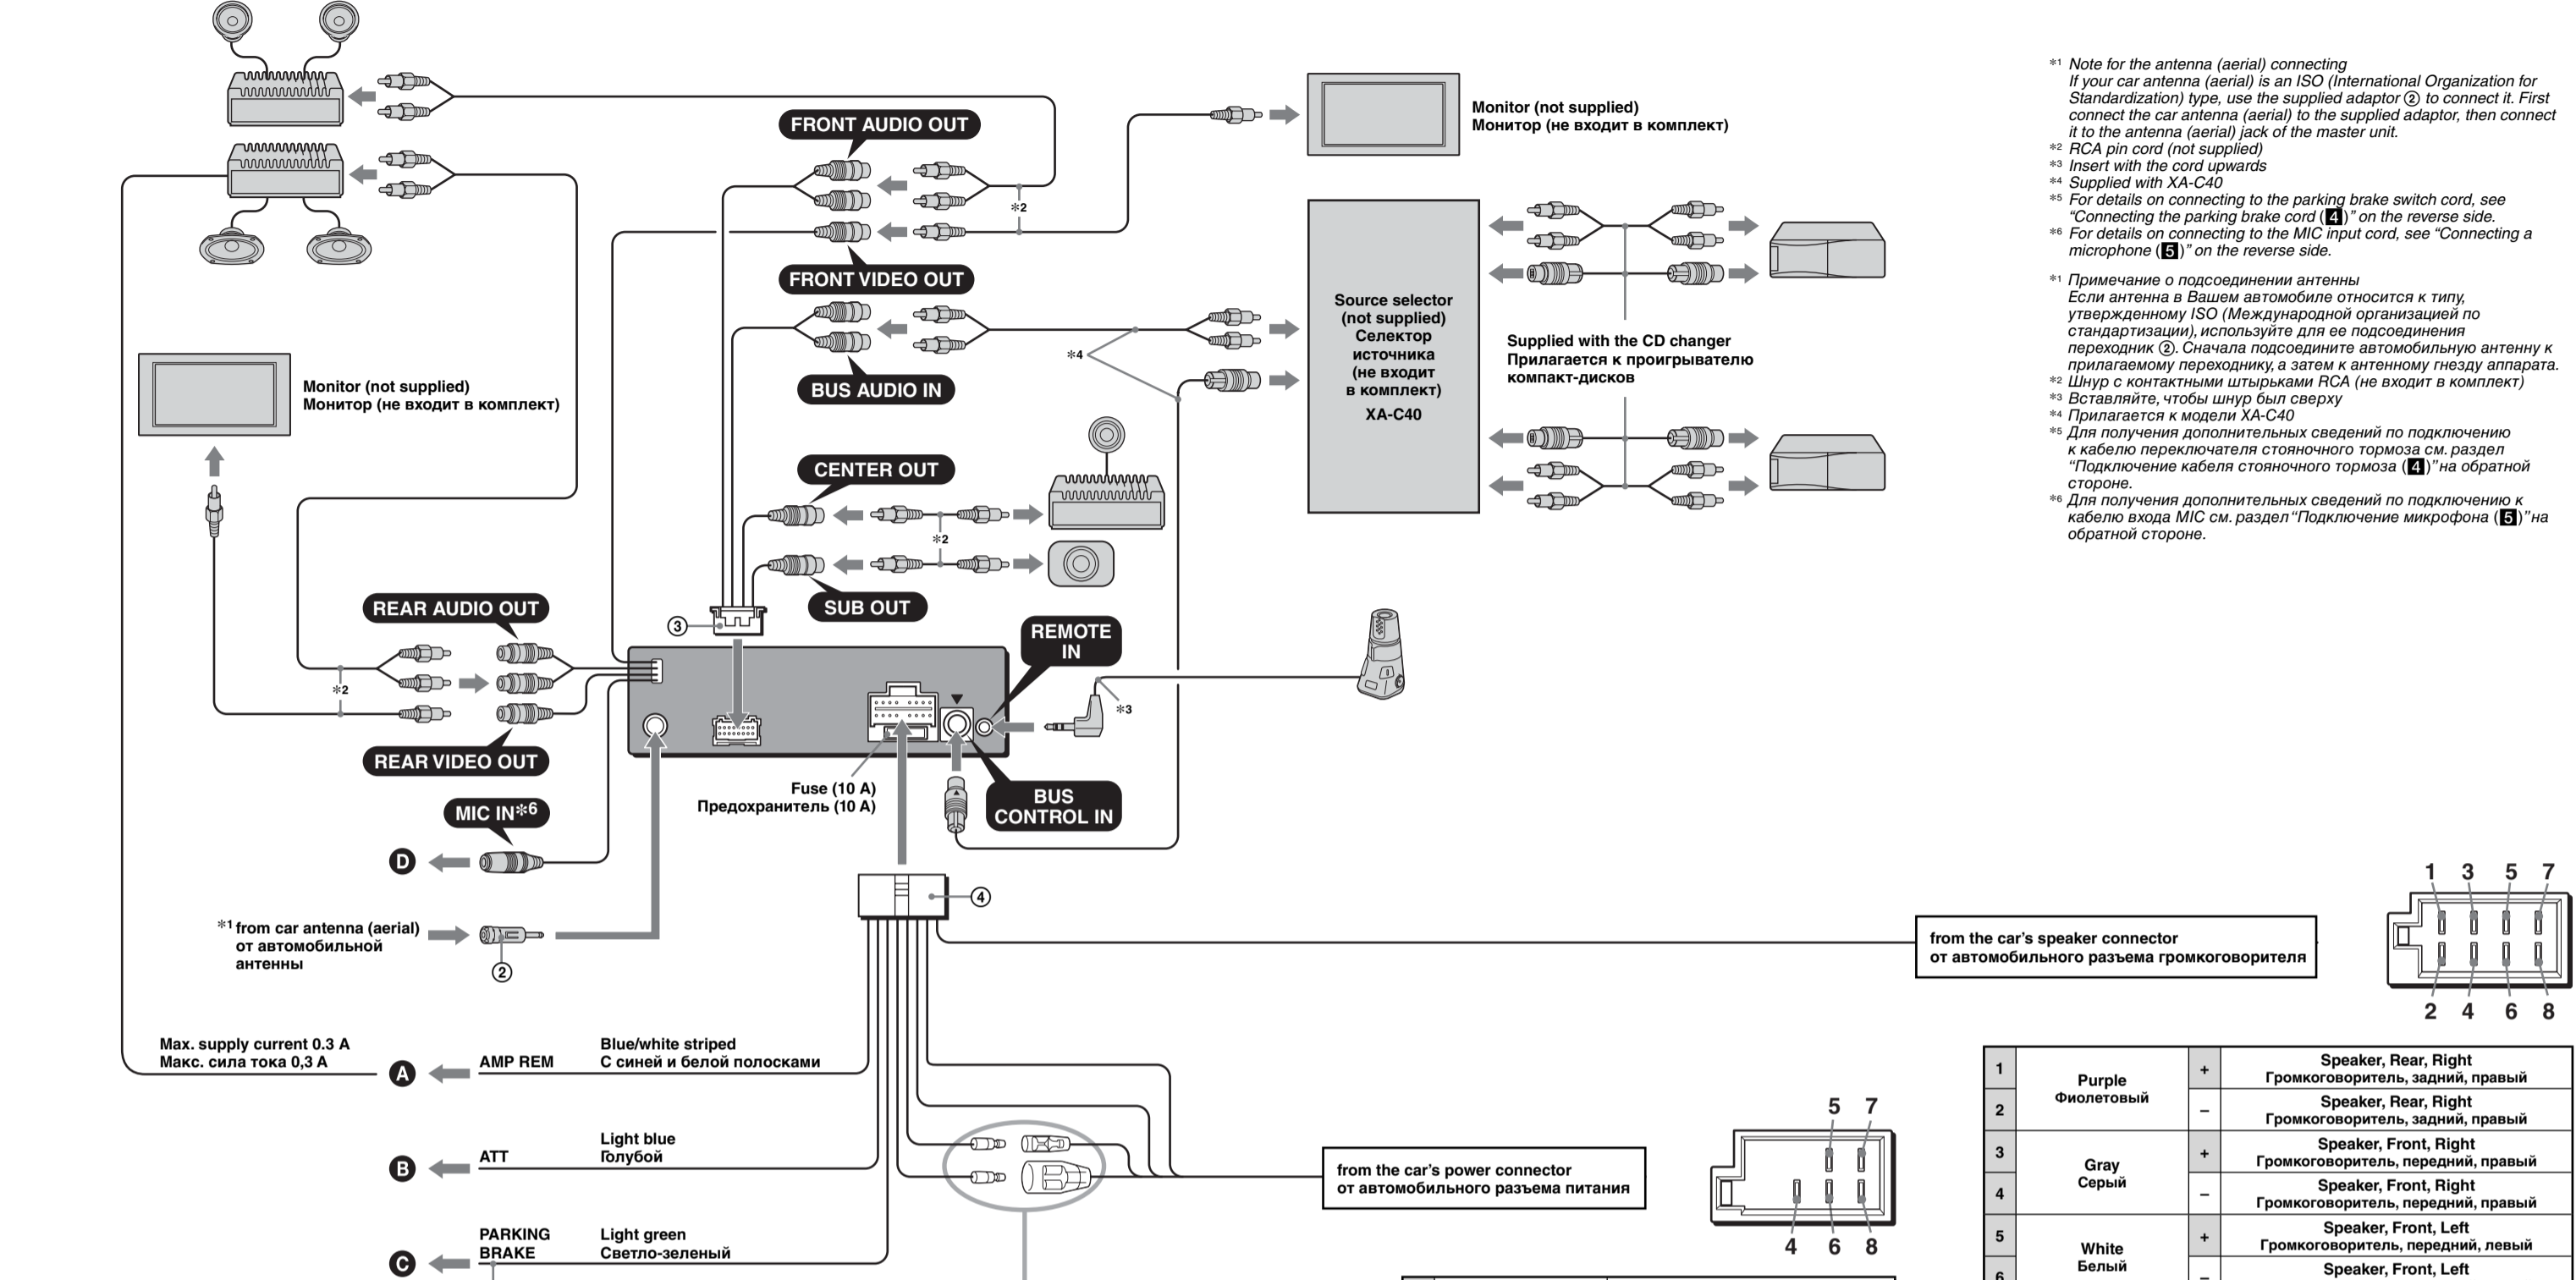 FRONT AUDIO OUT
*2
FRONT VIDEO OUT
Monitor (not supplied)
Монитор (не входит в комплект)
BUS AUDIO IN
*4
Source selector
(not supplied)
Селектор
источника
(не входит
в комплект)
XA-C40
Supplied with the CD changer
Прилагается к проигрывателю
компакт-дисков
*1 Note for the antenna (aerial) connecting
If your car antenna (aerial) is an ISO (International Organization for
Standardization) type, use the supplied adaptor ② to connect it. First
connect the car antenna (aerial) to the supplied adaptor, then connect
it to the antenna (aerial) jack of the master unit.
*2 RCA pin cord (not supplied)
*3 Insert with the cord upwards
*4 Supplied with XA-C40
*5 For details on connecting to the parking brake switch cord, see
“Connecting the parking brake cord (4)” on the reverse side.
*6 For details on connecting to the MIC input cord, see “Connecting a
microphone (5)” on the reverse side.
*1 Примечание о подсоединении антенны
Если антенна в Вашем автомобиле относится к типу,
утвержденному ISO (Международной организацией по
стандартизации), используйте для ее подсоединения
переходник ②. Сначала подсоедините автомобильную антенну к
прилагаемому переходнику, а затем к антенному гнезду аппарата.
*2 Шнур с контактными штырьками RCA (не входит в комплект)
*3 Вставляйте, чтобы шнур был сверху
*4 Прилагается к модели XA-C40
*5 Для получения дополнительных сведений по подключению
к кабелю переключателя стояночного тормоза см. раздел
“Подключение кабеля стояночного тормоза (4)” на обратной
стороне.
*6 Для получения дополнительных сведений по подключению к
кабелю входа MIC см. раздел “Подключение микрофона (5)” на
обратной стороне.
Monitor (not supplied)
Монитор (не входит в комплект)
CENTER OUT
*2
SUB OUT
③
REAR AUDIO OUT
*2
REAR VIDEO OUT
REMOTE
IN
*3
Fuse (10 A)
Предохранитель (10 A)
BUS
CONTROL IN
MIC IN*6
D
④
*1 from car antenna (aerial)
от автомобильной
антенны
②
from the car’s speaker connector
от автомобильного разъема громкоговорителя
1 3 5 7
2 4 6 8
Max. supply current 0.3 A
Макс. сила тока 0,3 A
A
AMP REM
Blue/white striped
С синей и белой полосками
B
ATT
Light blue
Голубой
C
PARKING
BRAKE
Light green
Светло-зеленый
from the car’s power connector
от автомобильного разъема питания
5 7
4 6 8
1
Purple
Фиолетовый
+
Speaker, Rear, Right
Громкоговоритель, задний, правый
2
–
Speaker, Rear, Right
Громкоговоритель, задний, правый
3
Gray
Серый
+
Speaker, Front, Right
Громкоговоритель, передний, правый
4
–
Speaker, Front, Right
Громкоговоритель, передний, правый
5
White
Белый
+
Speaker, Front, Left
Громкоговоритель, передний, левый
6
–
Speaker, Front, Left